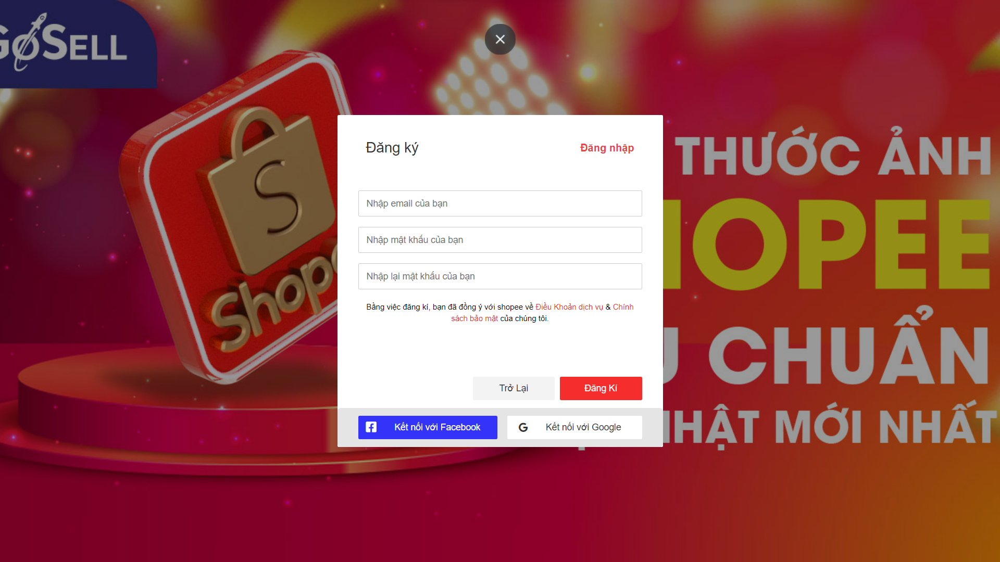 GoSELL
Shope
THƯỚC ẢNH
HOPEE
U CHUẨN
NHẬT MỚI NHẤT
Đăng ký
Đăng nhập
Nhập email của bạn
Nhập mật khẩu của bạn
Nhập lại mật khẩu của bạn
Bằng việc đăng kí, bạn đã đồng ý với shopee về Điều Khoản dịch vụ & Chính
sách bảo mật của chúng tôi.
Trở Lại
Đăng Kí
Kết nối với Facebook
Kết nối với Google